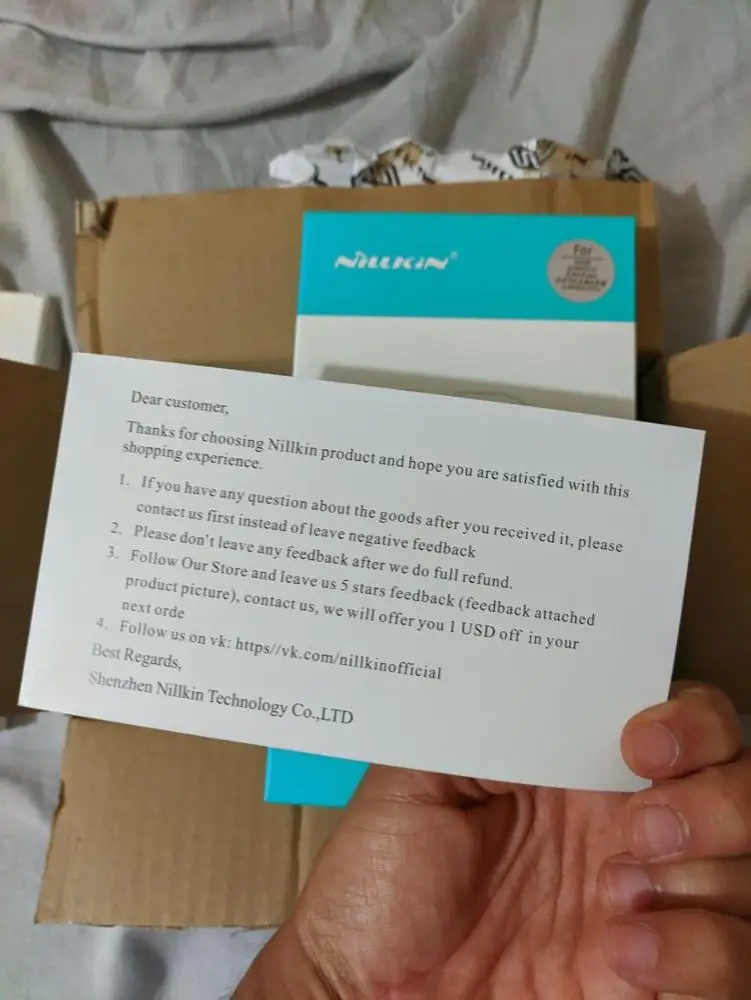 NILLKIN®
For
Dear customer,
Thanks for choosing Nillkin product and hope you are satisfied with this
shopping experience.
1. If you have any question about the goods after you received it, please
contact us first instead of leave negative feedback
2. Please don't leave any feedback after we do full refund.
3. Follow Our Store and leave us 5 stars feedback (feedback attached
product picture), contact us, we will offer you 1 USD off in your
next orde
4. Follow us on vk: https//vk.com/nillkinofficial
Best Regards,
Shenzhen Nillkin Technology Co.,LTD